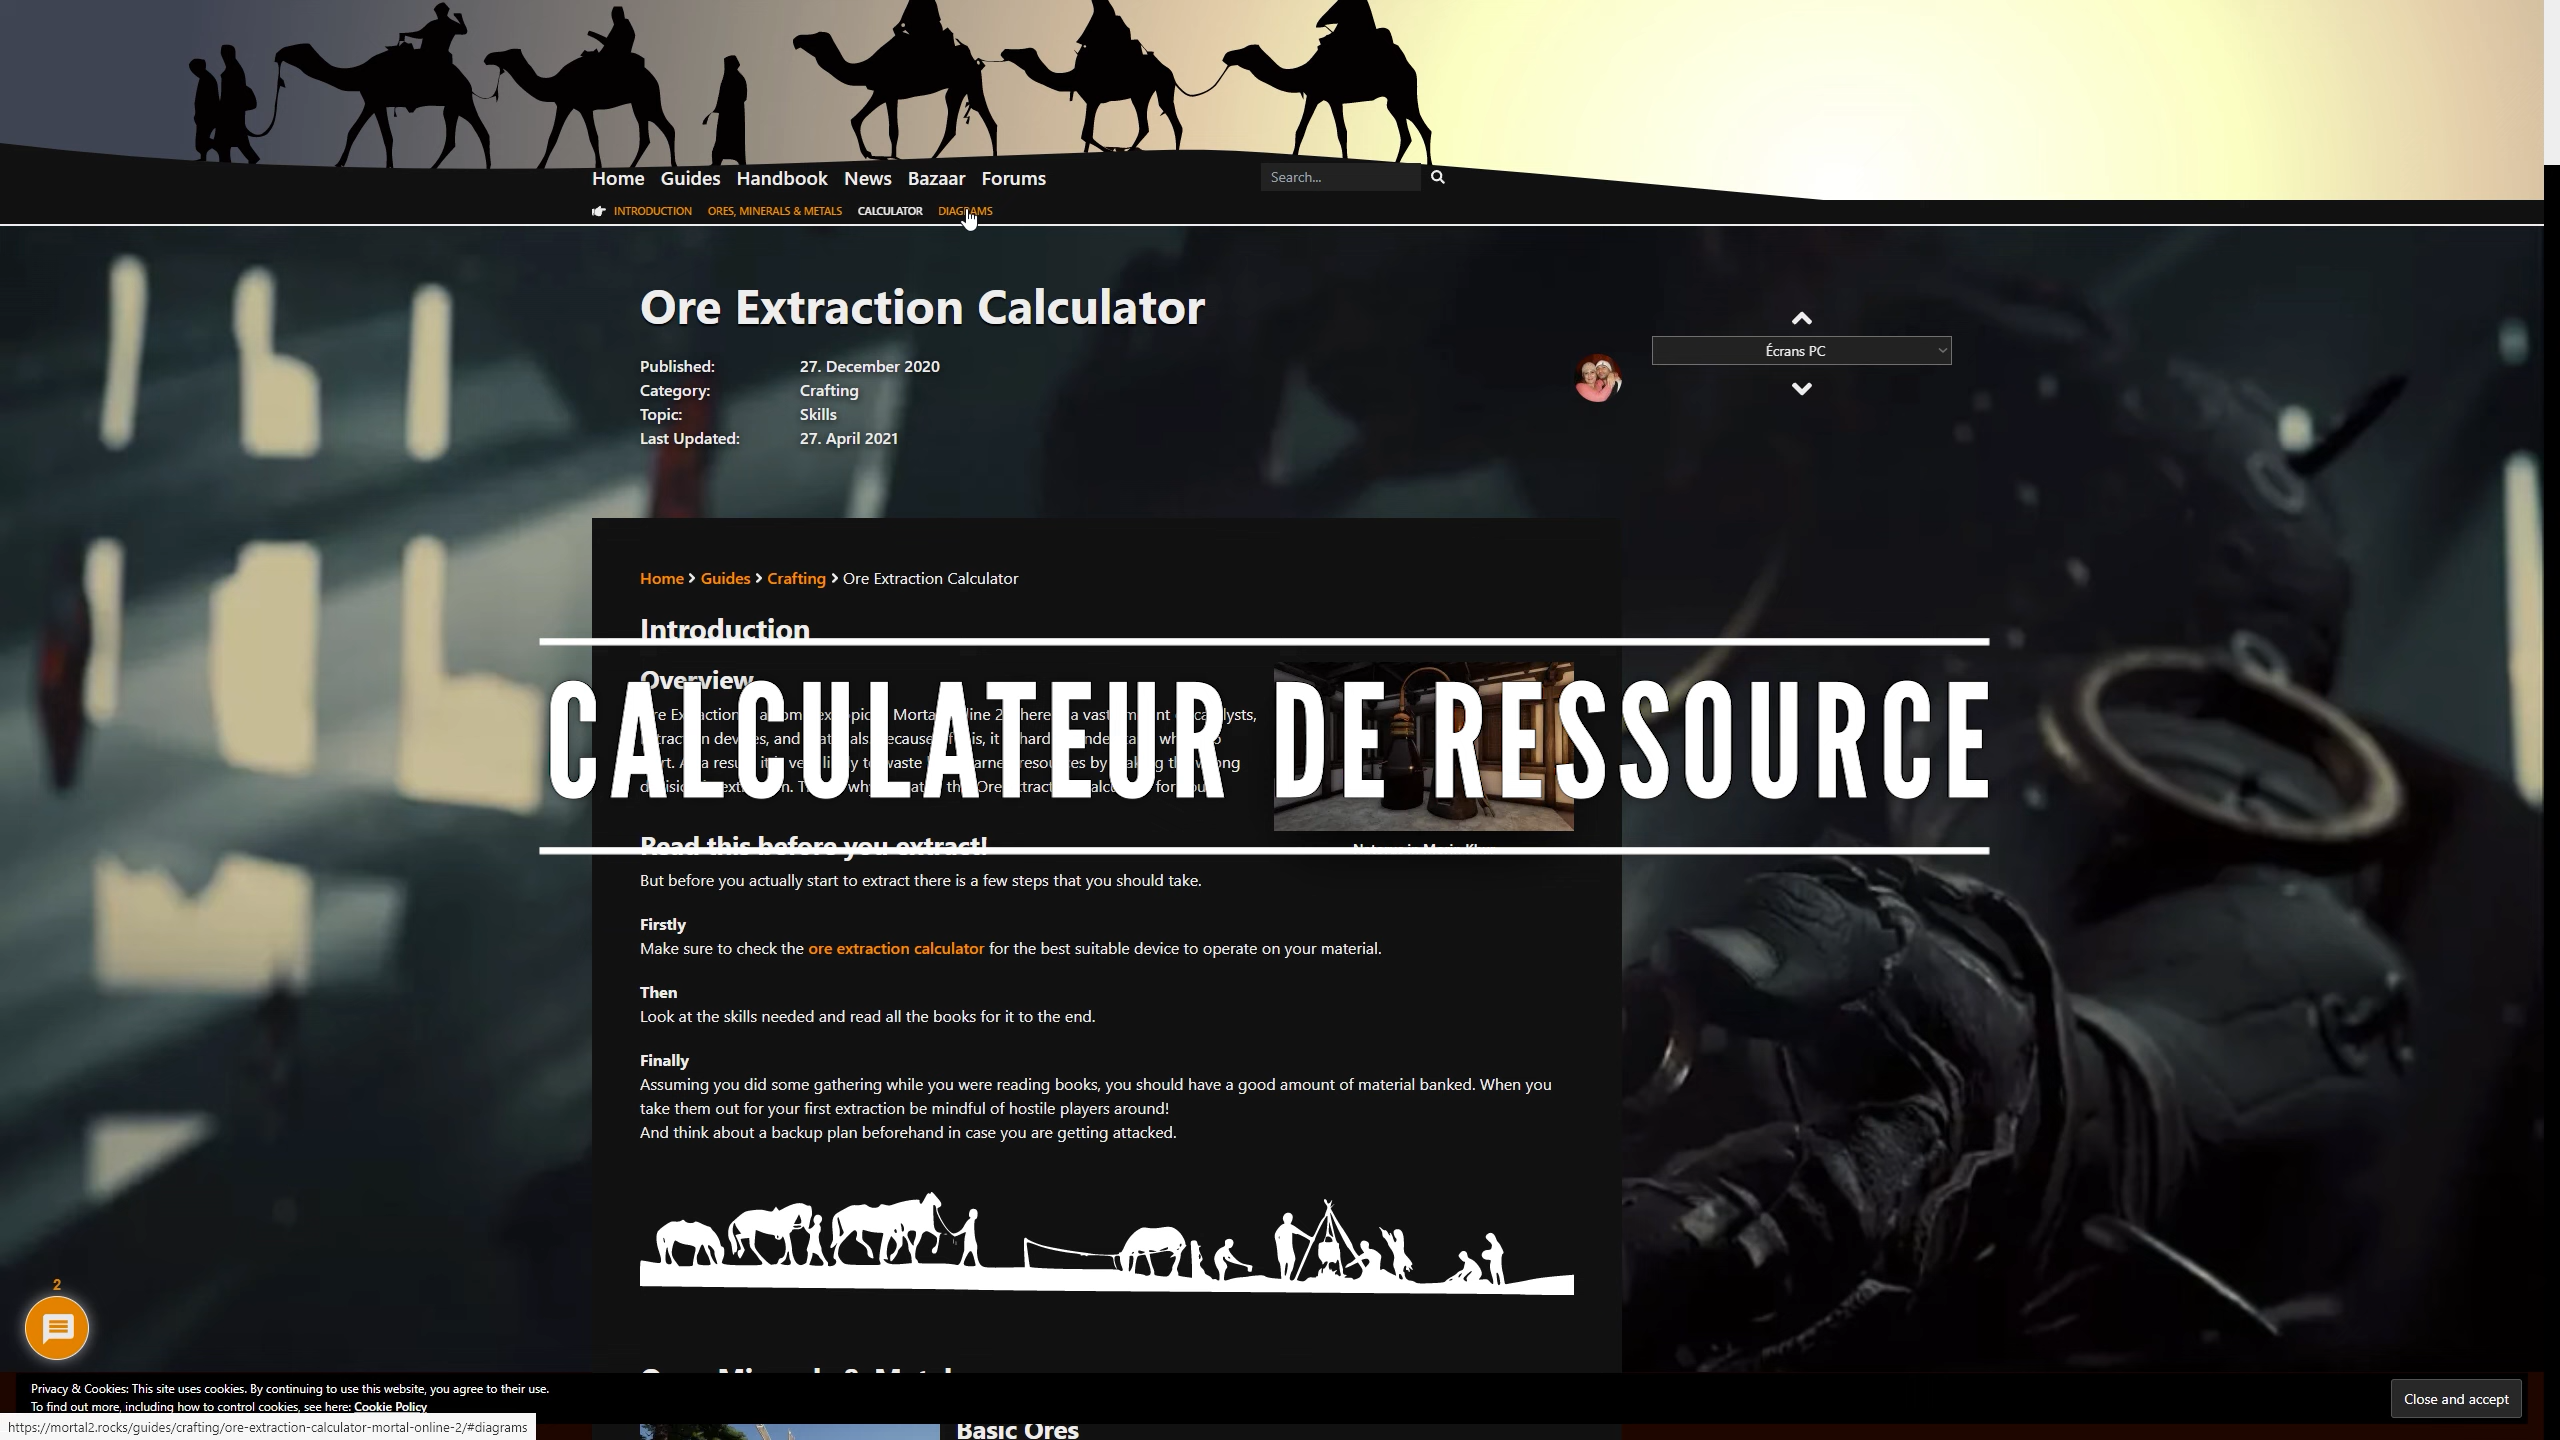 Home Guides Handbook News Bazaar Forums
Search...
INTRODUCTION ORES, MINERALS & METALS CALCULATOR DIAGRAMS
Ore Extraction Calculator
Published: 27. December 2020
Category: Crafting
Topic: Skills
Last Updated: 27. April 2021
Écrans PC
Home > Guides > Crafting > Ore Extraction Calculator
Introduction
Overview
CALCULATEUR DE RESSOURCE
Read this before you extract!
But before you actually start to extract there is a few steps that you should take.
Firstly
Make sure to check the ore extraction calculator for the best suitable device to operate on your material.
Then
Look at the skills needed and read all the books for it to the end.
Finally
Assuming you did some gathering while you were reading books, you should have a good amount of material banked. When you
take them out for your first extraction be mindful of hostile players around!
And think about a backup plan beforehand in case you are getting attacked.
2
Privacy & Cookies: This site uses cookies. By continuing to use this website, you agree to their use.
To find out more, including how to control cookies, see here: Cookie Policy
Close and accept
https://mortal2.rocks/guides/crafting/ore-extraction-calculator-mortal-online-2/#diagrams
Basic Ores